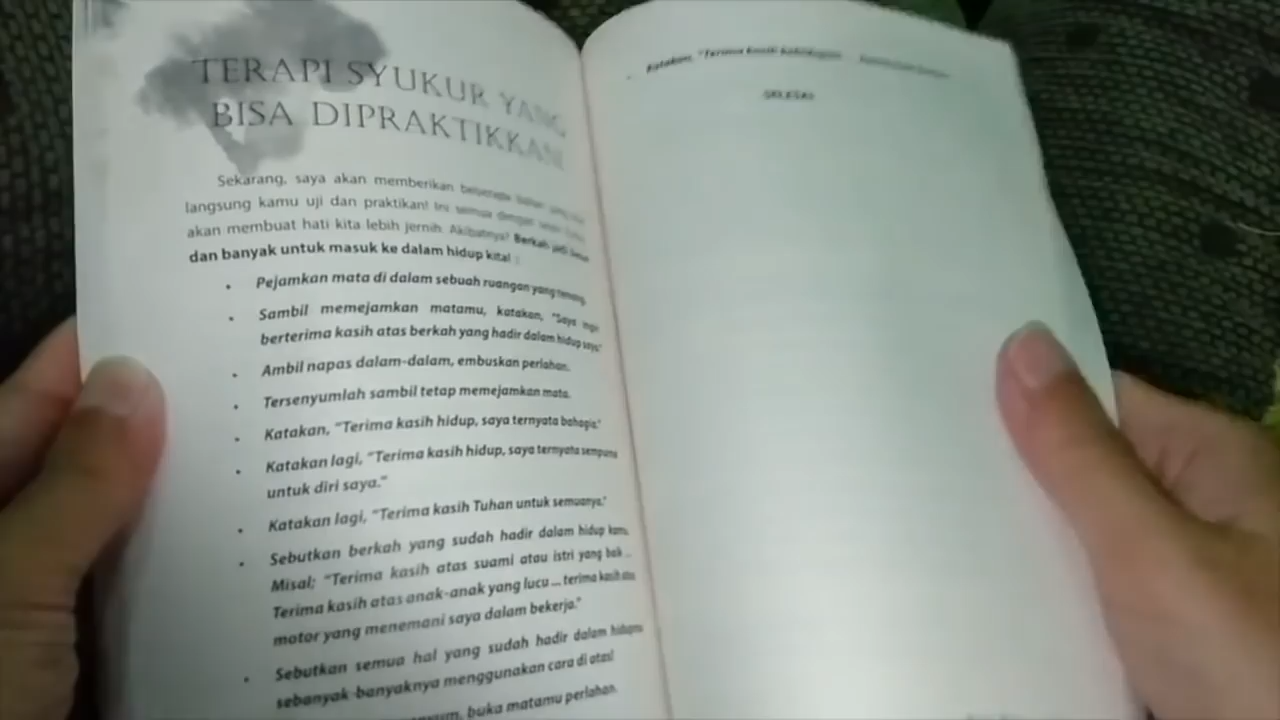 TERAPI SYUKUR YANG
BISA DIPRAKTIKKAN
Sekarang, saya akan memberikan beberapa
langsung kamu uji dan praktikan! Ini semua dengan
akan membuat hati kita lebih jernih. Akibatnya? Berkah
dan banyak untuk masuk ke dalam hidup kita!
• Pejamkan mata di dalam sebuah ruangan yang tenang.
• Sambil memejamkan matamu, katakan, "Saya ingin
berterima kasih atas berkah yang hadir dalam hidup saya."
• Ambil napas dalam-dalam, embuskan perlahan.
• Tersenyumlah sambil tetap memejamkan mata.
• Katakan, "Terima kasih hidup, saya ternyata bahagia."
• Katakan lagi, "Terima kasih hidup, saya ternyata sempurna
untuk diri saya."
• Katakan lagi, "Terima kasih Tuhan untuk semuanya."
• Sebutkan berkah yang sudah hadir dalam hidup kamu.
Misal; "Terima kasih atas suami atau istri yang baik ...
Terima kasih atas anak-anak yang lucu ... terima kasih atas
motor yang menemani saya dalam bekerja."
• Sebutkan semua hal yang sudah hadir dalam hidupmu
sebanyak-banyaknya menggunakan cara di atas!
buka matamu perlahan.
• Katakan, "Terima kasih
SELESAI